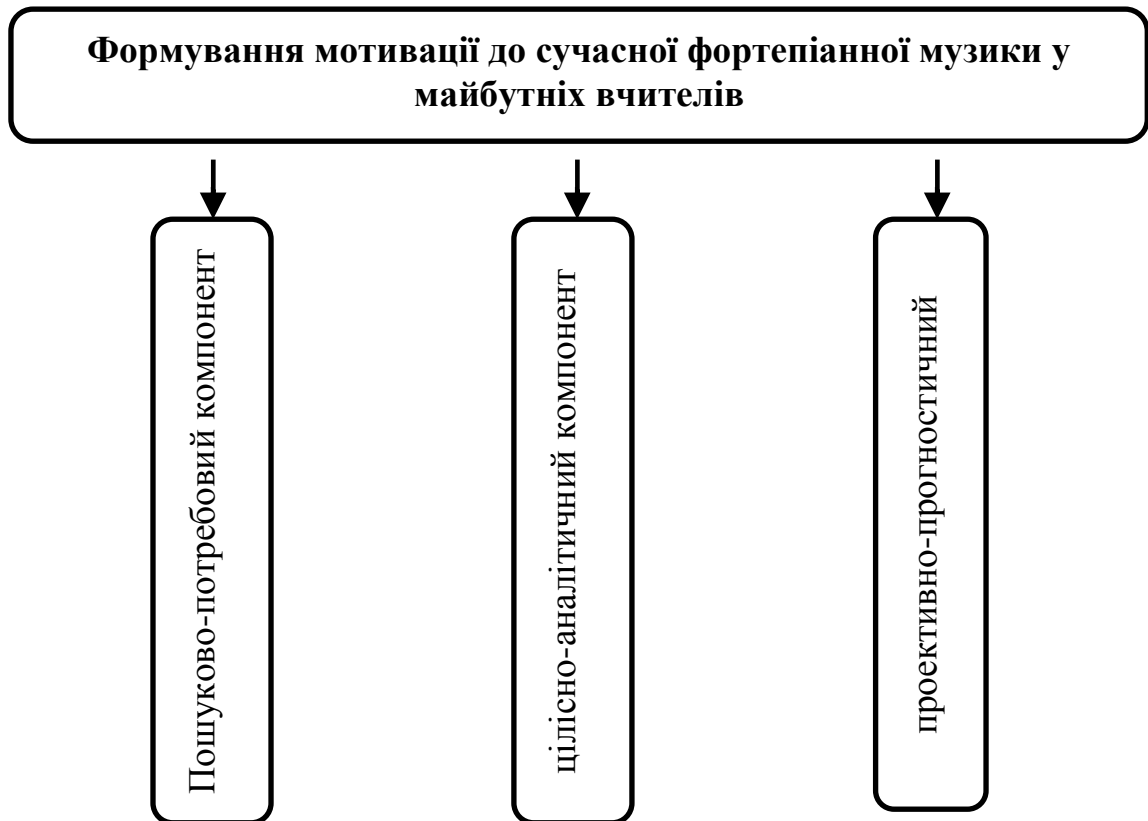 Формування мотивації до сучасної фортепіанної музики у
майбутніх вчителів
Пошуково-потребовий компонент
цілісно-аналітичний компонент
проективно-прогностичний